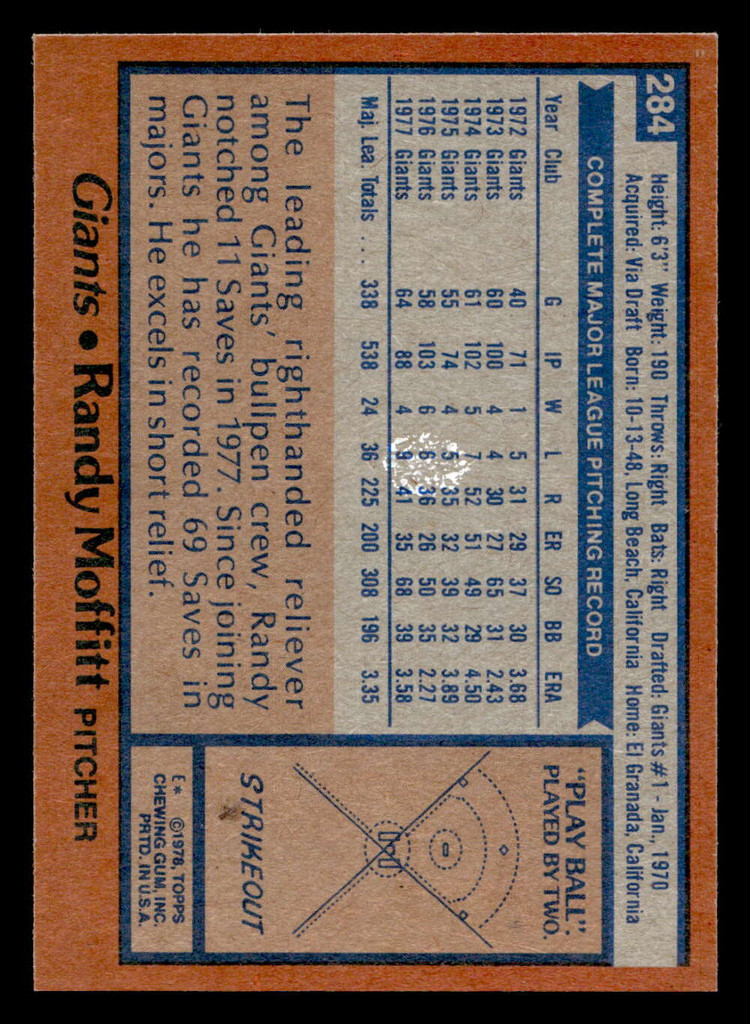 284
Height: 6'3" Weight: 190 Throws: Right Bats: Right Drafted: Giants #1 - Jan., 1970
Acquired: Via Draft Born: 10-13-48, Long Beach, California Home: El Granada, California
COMPLETE MAJOR LEAGUE PITCHING RECORD
Year Club G IP W L R ER SO BB ERA
1972 Giants 40 71 1 5 31 29 37 30 3.68
1973 Giants 60 100 4 4 30 27 65 31 2.43
1974 Giants 61 102 5 7 52 51 49 29 4.50
1975 Giants 55 74 4 5 35 32 39 32 3.89
1976 Giants 58 103 6 6 36 26 50 35 2.27
1977 Giants 64 88 4 9 41 35 68 39 3.58
Maj. Lea. Totals ... 338 538 24 36 225 200 308 196 3.35
The leading righthanded reliever
among Giants' bullpen crew, Randy
notched 11 Saves in 1977. Since joining
Giants he has recorded 69 Saves in
majors. He excels in short relief.
"PLAY BALL".
PLAYED BY TWO.
STRIKEOUT
E* ©1978, TOPPS
CHEWING GUM, INC.
PRTD. IN U.S.A.
Giants • Randy Moffitt PITCHER